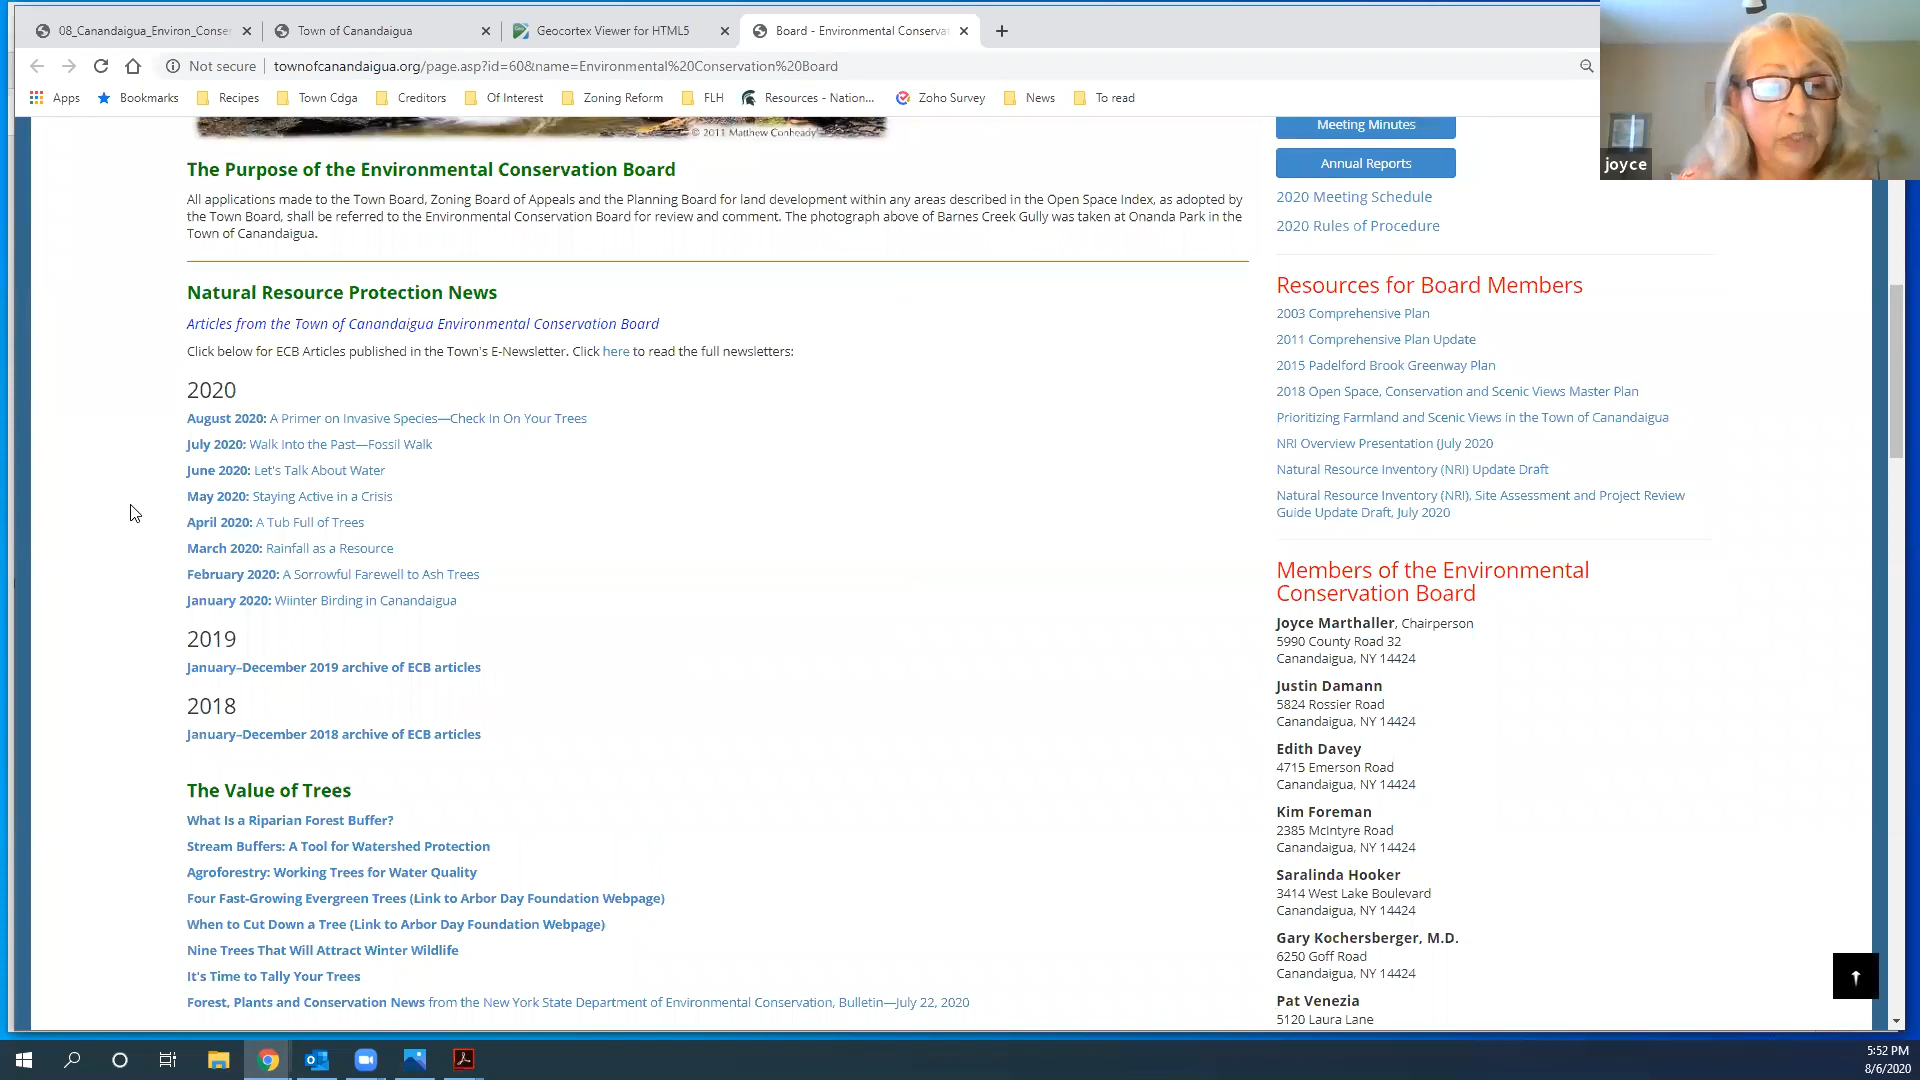 08_Canandaigua_Environ_Conser
Town of Canandaigua
Geocortex Viewer for HTML5
Board - Environmental Conserva
Not secure
townofcanandaigua.org/page.asp?id=60&name=Environmental%20Conservation%20Board
Apps
Bookmarks
Recipes
Town Cdga
Creditors
Of Interest
Zoning Reform
FLH
Resources - Nation...
Zoho Survey
News
To read
joyce
© 2011 Matthew Conheady
The Purpose of the Environmental Conservation Board
All applications made to the Town Board, Zoning Board of Appeals and the Planning Board for land development within any areas described in the Open Space Index, as adopted by
the Town Board, shall be referred to the Environmental Conservation Board for review and comment. The photograph above of Barnes Creek Gully was taken at Onanda Park in the
Town of Canandaigua.
Natural Resource Protection News
Articles from the Town of Canandaigua Environmental Conservation Board
Click below for ECB Articles published in the Town's E-Newsletter. Click here to read the full newsletters:
2020
August 2020: A Primer on Invasive Species—Check In On Your Trees
July 2020: Walk Into the Past—Fossil Walk
June 2020: Let's Talk About Water
May 2020: Staying Active in a Crisis
April 2020: A Tub Full of Trees
March 2020: Rainfall as a Resource
February 2020: A Sorrowful Farewell to Ash Trees
January 2020: Wiinter Birding in Canandaigua
2019
January–December 2019 archive of ECB articles
2018
January–December 2018 archive of ECB articles
The Value of Trees
What Is a Riparian Forest Buffer?
Stream Buffers: A Tool for Watershed Protection
Agroforestry: Working Trees for Water Quality
Four Fast-Growing Evergreen Trees (Link to Arbor Day Foundation Webpage)
When to Cut Down a Tree (Link to Arbor Day Foundation Webpage)
Nine Trees That Will Attract Winter Wildlife
It's Time to Tally Your Trees
Forest, Plants and Conservation News from the New York State Department of Environmental Conservation, Bulletin—July 22, 2020
Meeting Minutes
Annual Reports
2020 Meeting Schedule
2020 Rules of Procedure
Resources for Board Members
2003 Comprehensive Plan
2011 Comprehensive Plan Update
2015 Padelford Brook Greenway Plan
2018 Open Space, Conservation and Scenic Views Master Plan
Prioritizing Farmland and Scenic Views in the Town of Canandaigua
NRI Overview Presentation (July 2020
Natural Resource Inventory (NRI) Update Draft
Natural Resource Inventory (NRI), Site Assessment and Project Review
Guide Update Draft, July 2020
Members of the Environmental
Conservation Board
Joyce Marthaller, Chairperson
5990 County Road 32
Canandaigua, NY 14424
Justin Damann
5824 Rossier Road
Canandaigua, NY 14424
Edith Davey
4715 Emerson Road
Canandaigua, NY 14424
Kim Foreman
2385 McIntyre Road
Canandaigua, NY 14424
Saralinda Hooker
3414 West Lake Boulevard
Canandaigua, NY 14424
Gary Kochersberger, M.D.
6250 Goff Road
Canandaigua, NY 14424
Pat Venezia
5120 Laura Lane
5:52 PM
8/6/2020